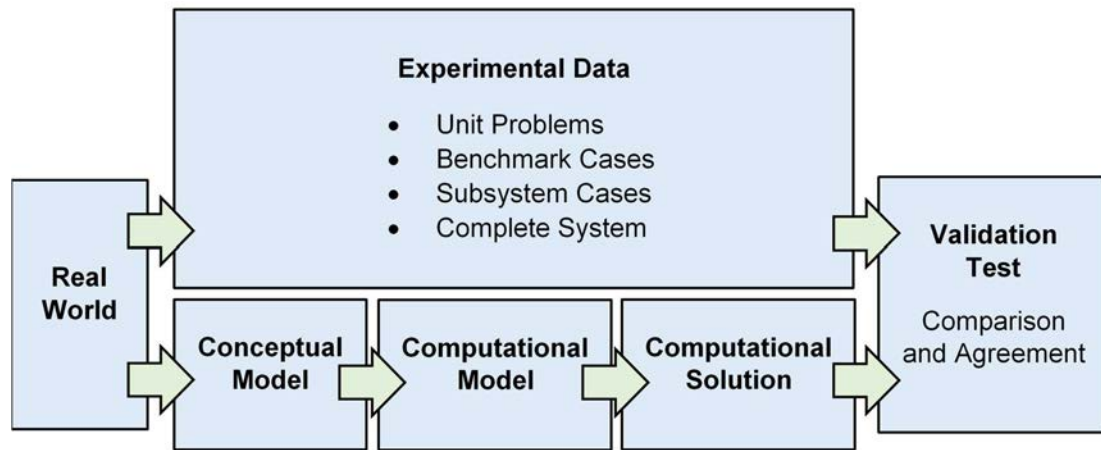 Experimental Data
• Unit Problems
• Benchmark Cases
• Subsystem Cases
• Complete System
Real
World
Conceptual
Model
Computational
Model
Computational
Solution
Validation
Test
Comparison
and Agreement